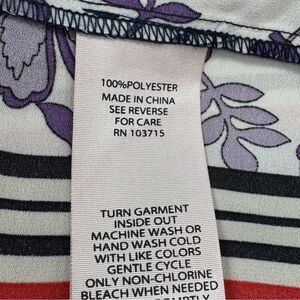 100%POLYESTER
MADE IN CHINA
SEE REVERSE
FOR CARE
RN 103715
TURN GARMENT
INSIDE OUT
MACHINE WASH OR
HAND WASH COLD
WITH LIKE COLORS
GENTLE CYCLE
ONLY NON-CHLORINE
BLEACH WHEN NEEDED